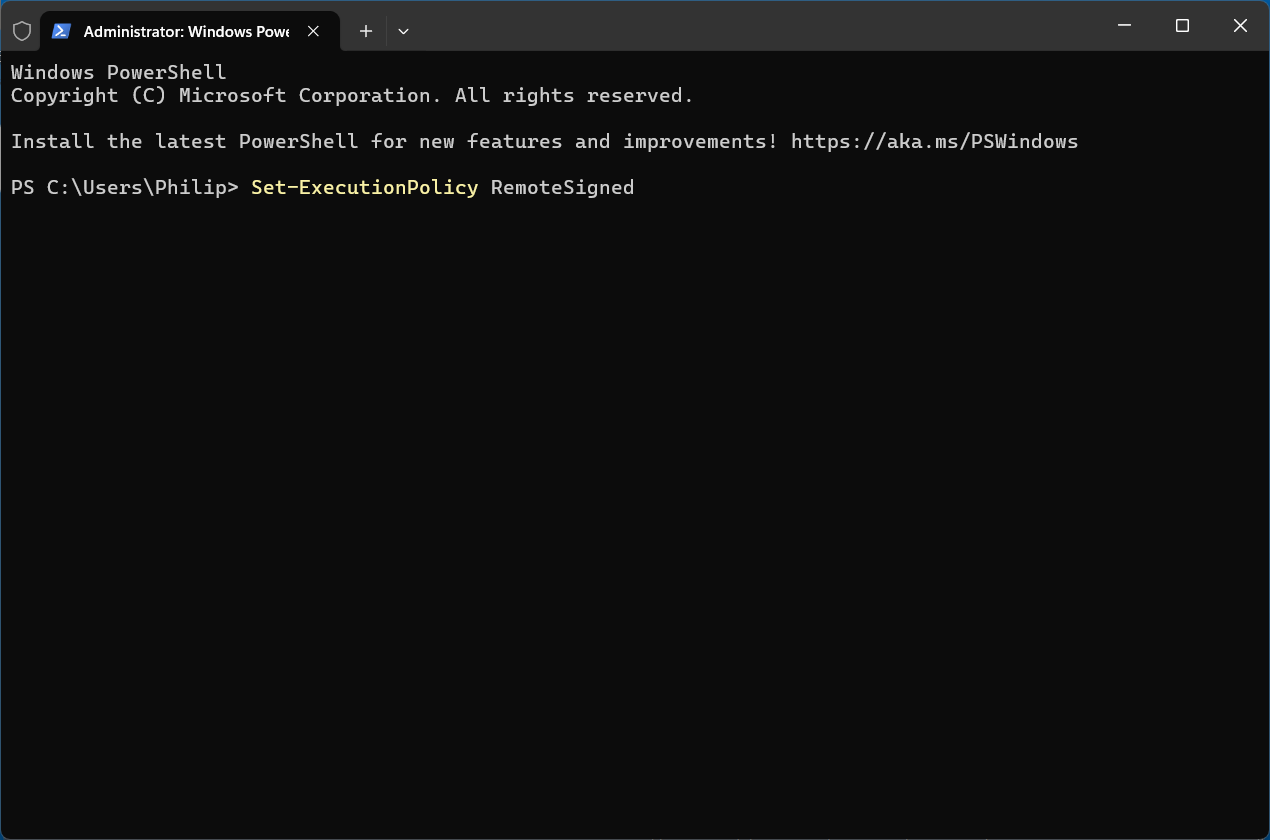 Administrator: Windows Powe
Windows PowerShell
Copyright (C) Microsoft Corporation. All rights reserved.
Install the latest PowerShell for new features and improvements! https://aka.ms/PSWindows
PS C:\Users\Philip> Set-ExecutionPolicy RemoteSigned